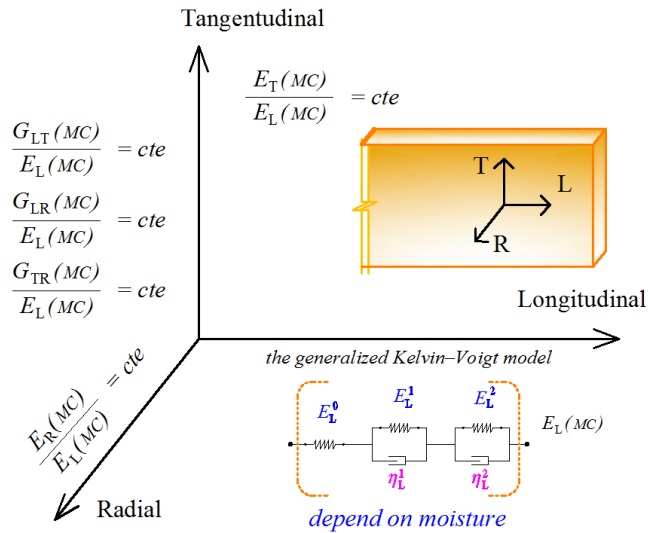 Tangentudinal
E_T(MC)
E_L(MC)
= cte
G_LT(MC)
E_L(MC)
= cte
G_LR(MC)
E_L(MC)
= cte
G_TR(MC)
E_L(MC)
= cte
T
L
R
Longitudinal
the generalized Kelvin–Voigt model
E_R(MC)
E_L(MC)
= cte
E_L^0
E_L^1
E_L^2
E_L(MC)
η_L^1
η_L^2
Radial
depend on moisture